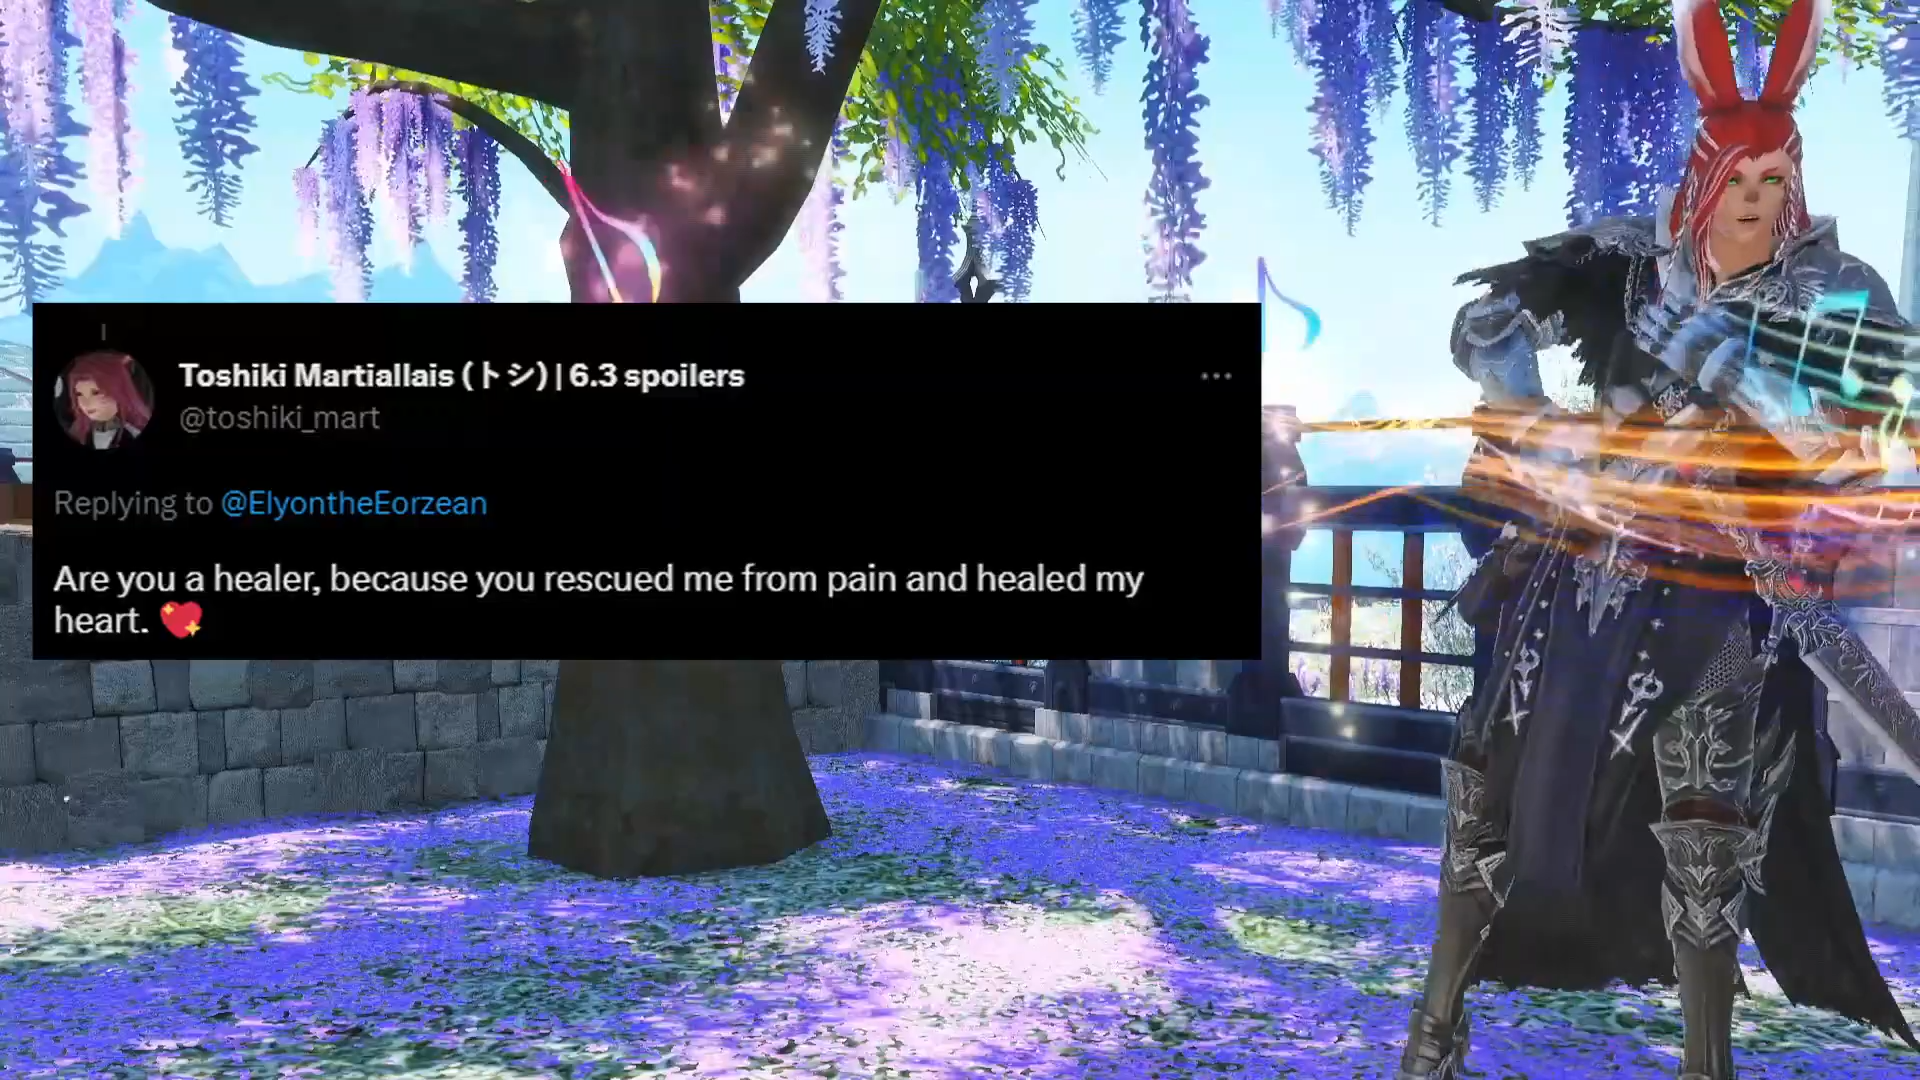 Toshiki Martiallais (トシ) | 6.3 spoilers
@toshiki_mart
Replying to @ElyontheEorzean
Are you a healer, because you rescued me from pain and healed my
heart. 💖